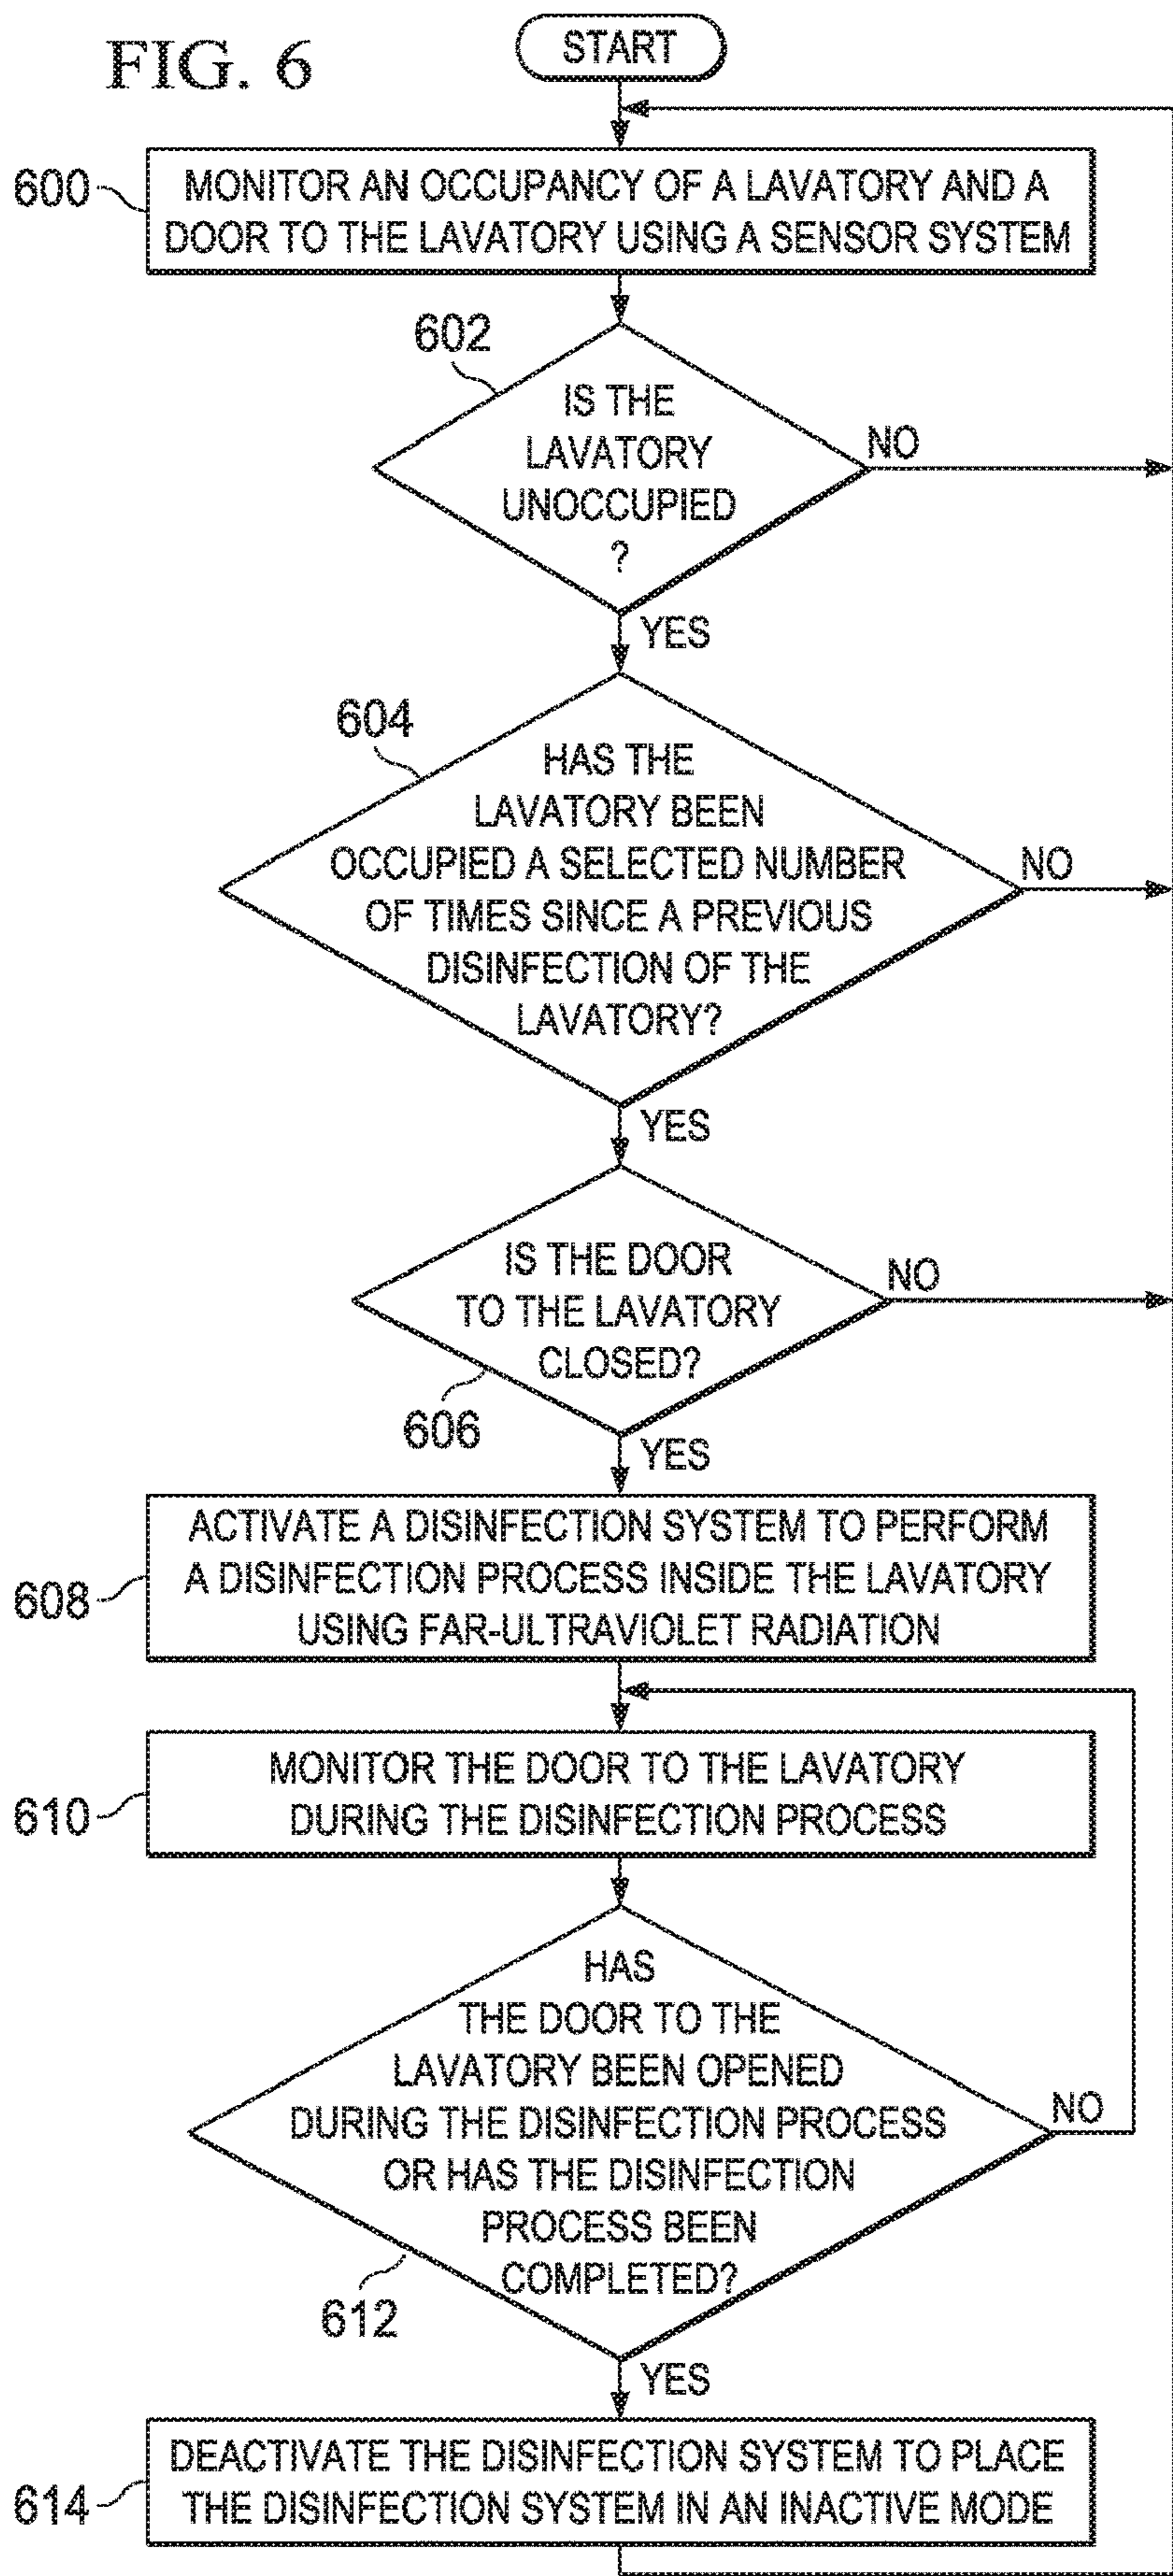 FIG. 6
START
600
MONITOR AN OCCUPANCY OF A LAVATORY AND A
DOOR TO THE LAVATORY USING A SENSOR SYSTEM
602
IS THE
LAVATORY
UNOCCUPIED
?
NO
YES
604
HAS THE
LAVATORY BEEN
OCCUPIED A SELECTED NUMBER
OF TIMES SINCE A PREVIOUS
DISINFECTION OF THE
LAVATORY?
NO
YES
IS THE DOOR
TO THE LAVATORY
CLOSED?
NO
606
YES
608
ACTIVATE A DISINFECTION SYSTEM TO PERFORM
A DISINFECTION PROCESS INSIDE THE LAVATORY
USING FAR-ULTRAVIOLET RADIATION
610
MONITOR THE DOOR TO THE LAVATORY
DURING THE DISINFECTION PROCESS
HAS
THE DOOR TO THE
LAVATORY BEEN OPENED
DURING THE DISINFECTION PROCESS
OR HAS THE DISINFECTION
PROCESS BEEN
COMPLETED?
NO
612
YES
614
DEACTIVATE THE DISINFECTION SYSTEM TO PLACE
THE DISINFECTION SYSTEM IN AN INACTIVE MODE